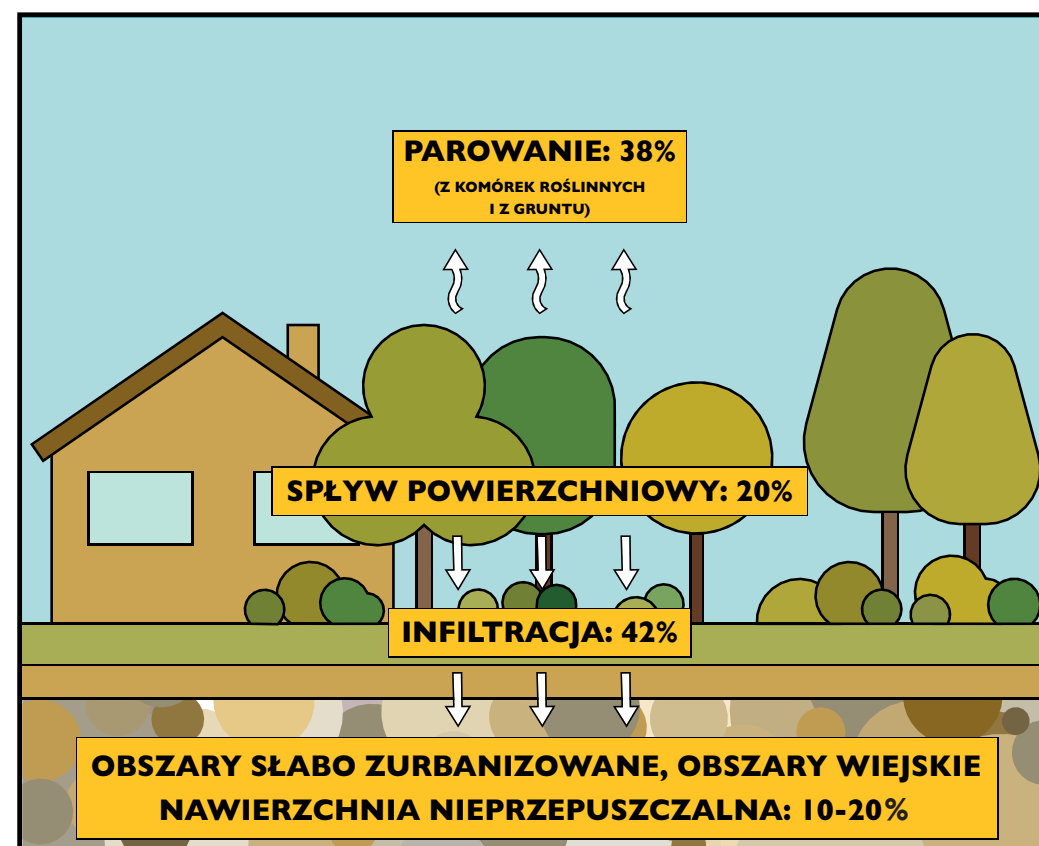 PAROWANIE: 38%
(Z KOMÓREK ROŚLINNYCH
I Z GRUNTU)
SPŁYW POWIERZCHNIOWY: 20%
INFILTRACJA: 42%
OBSZARY SŁABO ZURBANIZOWANE, OBSZARY WIEJSKIE
NAWIERZCHNIA NIEPRZEPUSZCZALNA: 10-20%